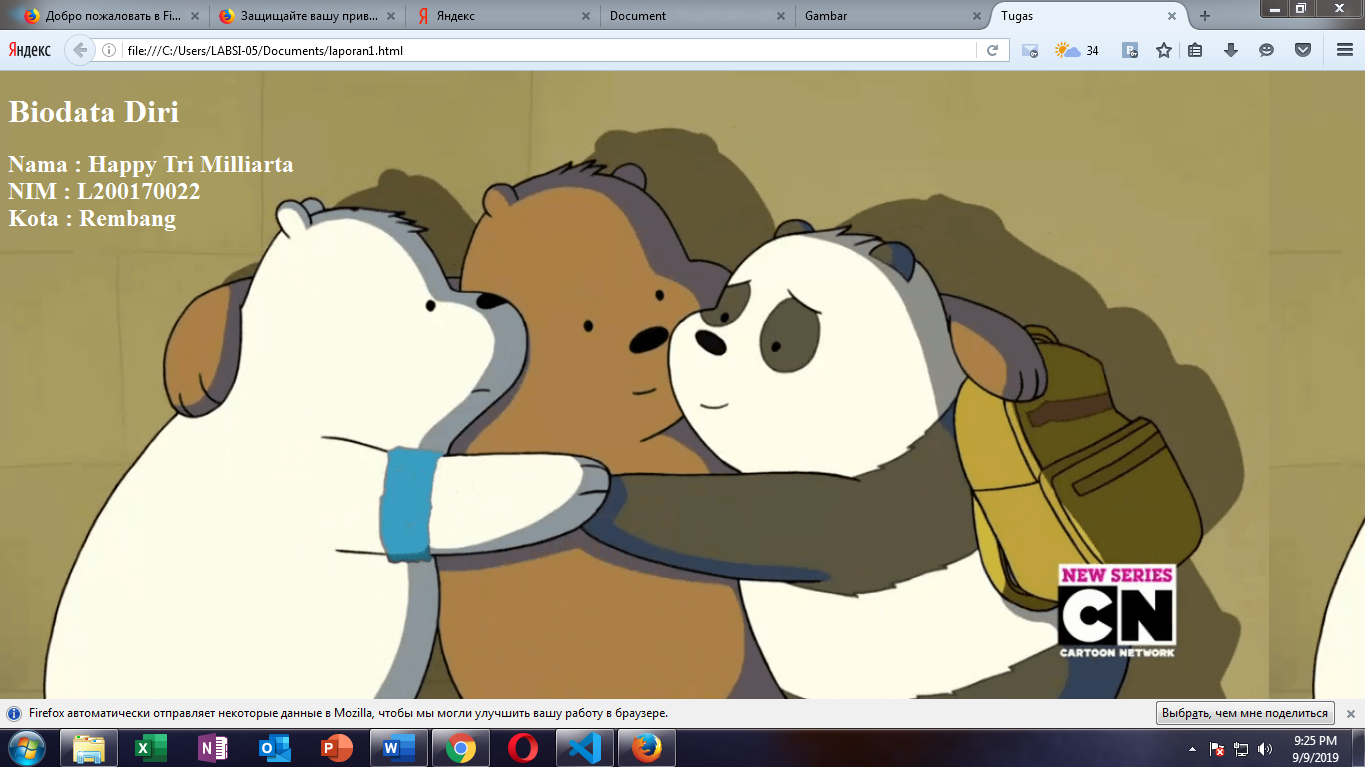 Добро пожаловать в Fi...
Защищайте вашу прив...
Яндекс
Document
Gambar
Tugas
Яндекс
file:///C:/Users/LABSI-05/Documents/laporan1.html
34
Biodata Diri
Nama : Happy Tri Milliarta
NIM : L200170022
Kota : Rembang
NEW SERIES
CN
CARTOON NETWORK
Firefox автоматически отправляет некоторые данные в Mozilla, чтобы мы могли улучшить вашу работу в браузере.
Выбрать, чем мне поделиться
9:25 PM
9/9/2019